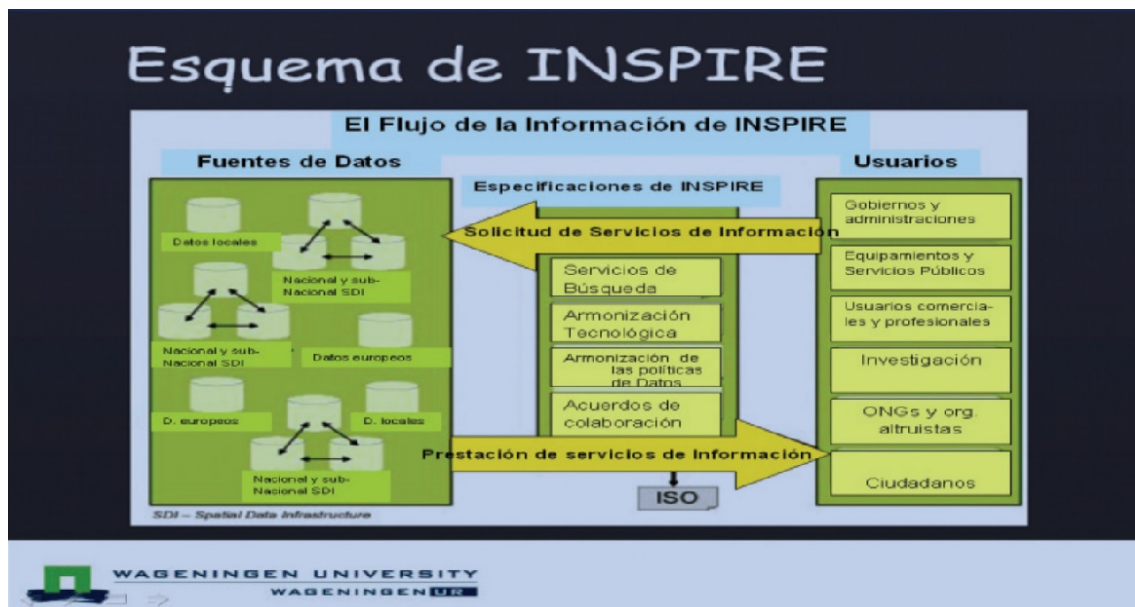 Esquema de INSPIRE
El Flujo de la Información de INSPIRE
Fuentes de Datos
Datos locales
Nacional y sub-
Nacional SDI
Nacional y sub-
Nacional SDI
Datos europeos
D. europeos
D. locales
Nacional y sub-
Nacional SDI
SDI – Spatial Data Infrastructure
Especificaciones de INSPIRE
Solicitud de Servicios de Información
Servicios de
Búsqueda
Armonización
Tecnológica
Armonización de
las políticas
de Datos
Acuerdos de
colaboración
Prestación de servicios de Información
ISO
Usuarios
Gobiernos y
administraciones
Equipamientos y
Servicios Públicos
Usuarios comercia-
les y profesionales
Investigación
ONGs y org.
altruistas
Ciudadanos
WAGENINGEN UNIVERSITY
WAGENINGEN UR